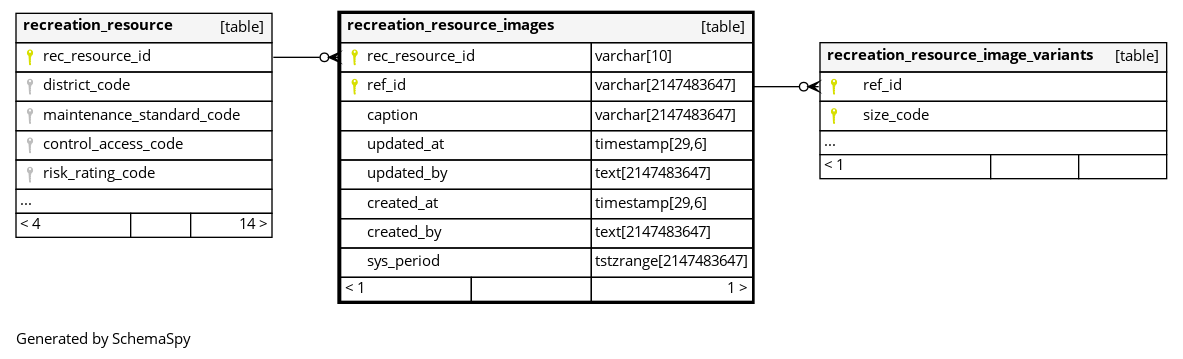 recreation_resource [table]
rec_resource_id
district_code
maintenance_standard_code
control_access_code
risk_rating_code
...
< 4 14 >
recreation_resource_images [table]
rec_resource_id varchar[10]
ref_id varchar[2147483647]
caption varchar[2147483647]
updated_at timestamp[29,6]
updated_by text[2147483647]
created_at timestamp[29,6]
created_by text[2147483647]
sys_period tstzrange[2147483647]
< 1 1 >
recreation_resource_image_variants [table]
ref_id
size_code
...
< 1
Generated by SchemaSpy